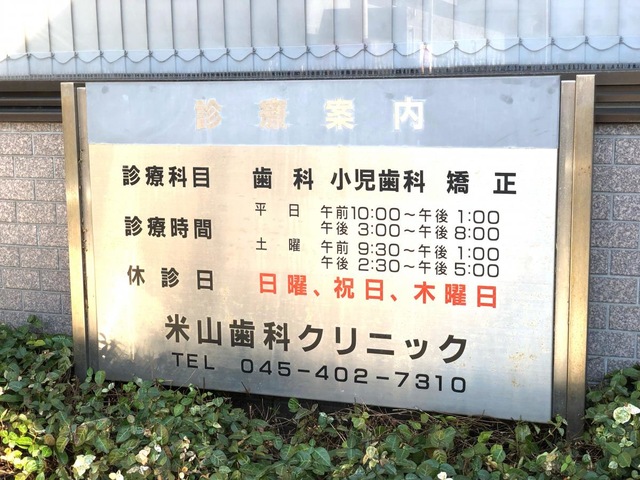 診療案内
診療科目 歯科 小児歯科 矯正
診療時間 平日 午前10:00〜午後1:00
午後3:00〜午後8:00
土曜 午前9:30〜午後1:00
午後2:30〜午後5:00
休診日 日曜、祝日、木曜日
米山歯科クリニック
TEL 045-402-7310